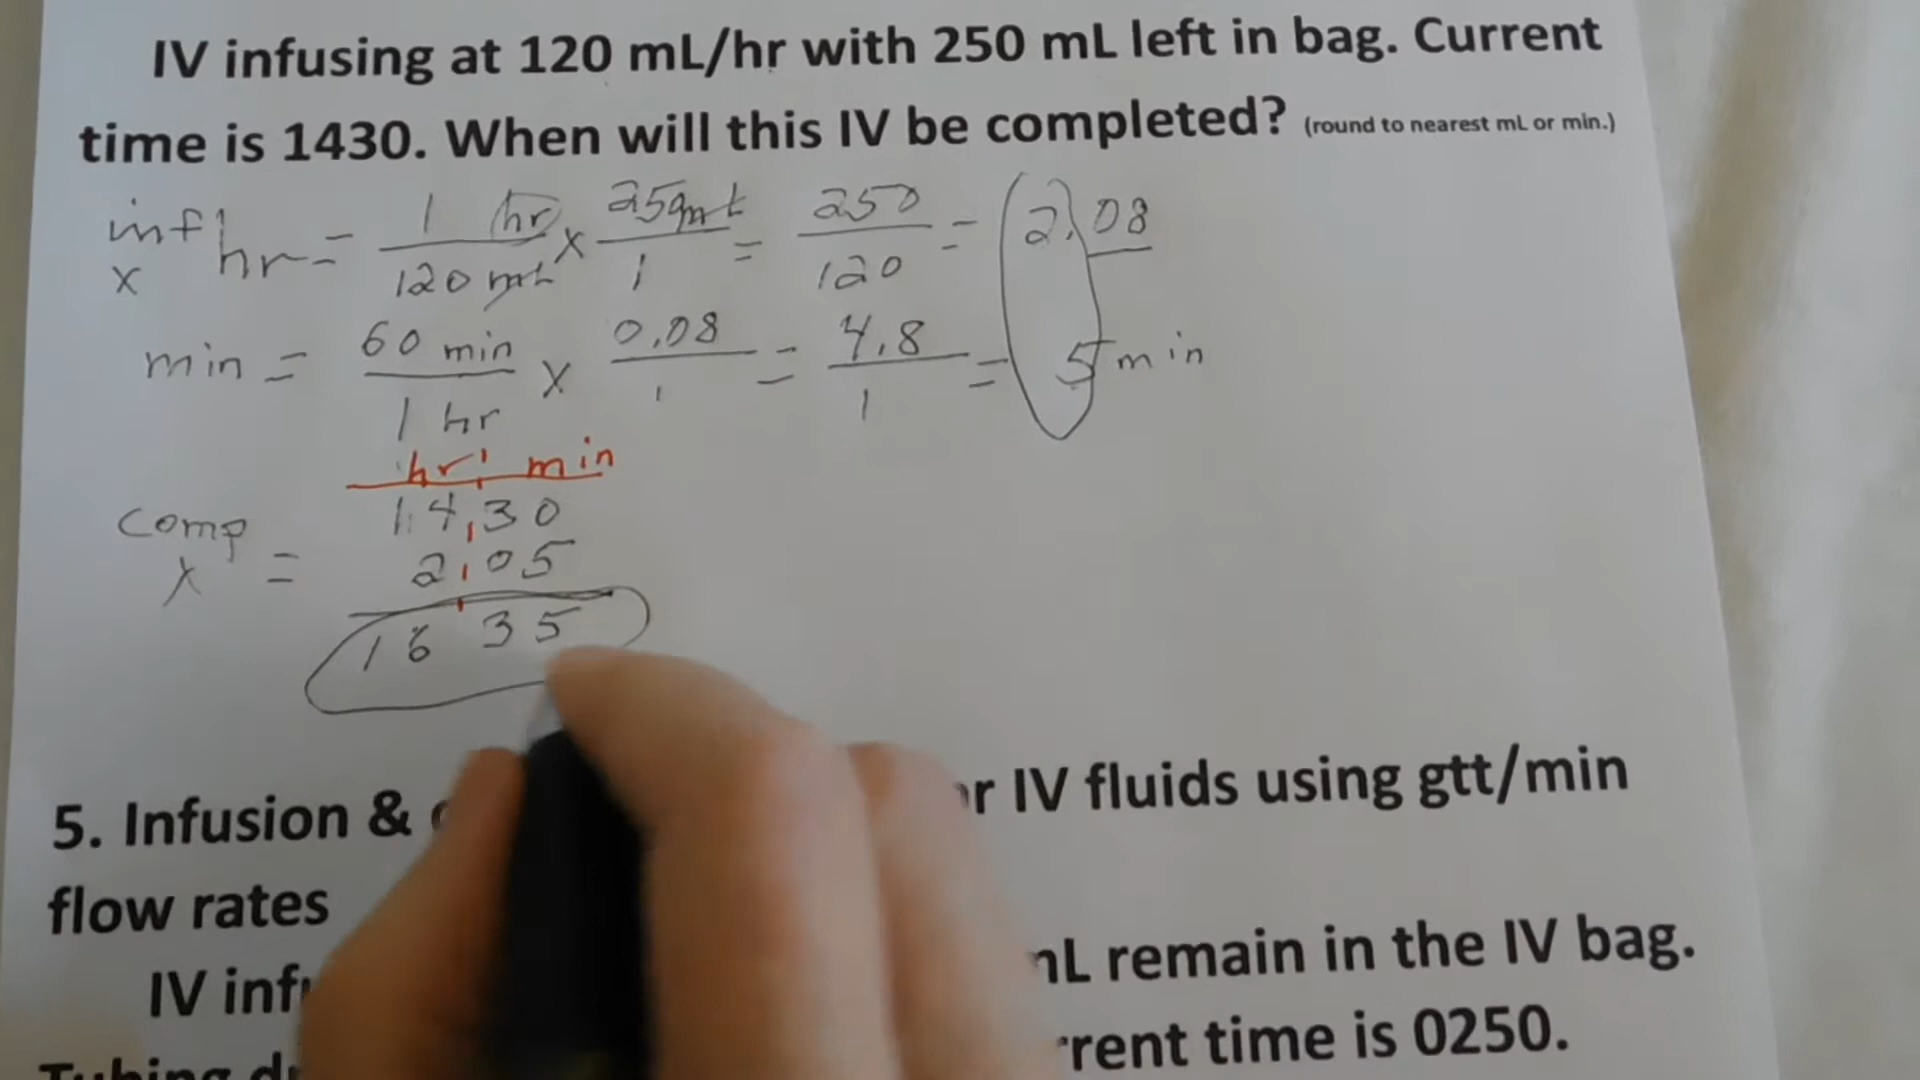 IV infusing at 120 mL/hr with 250 mL left in bag. Current
time is 1430. When will this IV be completed? (round to nearest mL or min.)
inf x hr = 1 hr / 120 mL x 250 mL / 1 = 250 / 120 = 2.08
min = 60 min / 1 hr x 0.08 / 1 = 4.8 / 1 = 5 min
hr min
14 30
comp x = 2 05
16 35
5. Infusion & r IV fluids using gtt/min
flow rates
IV mL remain in the IV bag.
time is 0250.